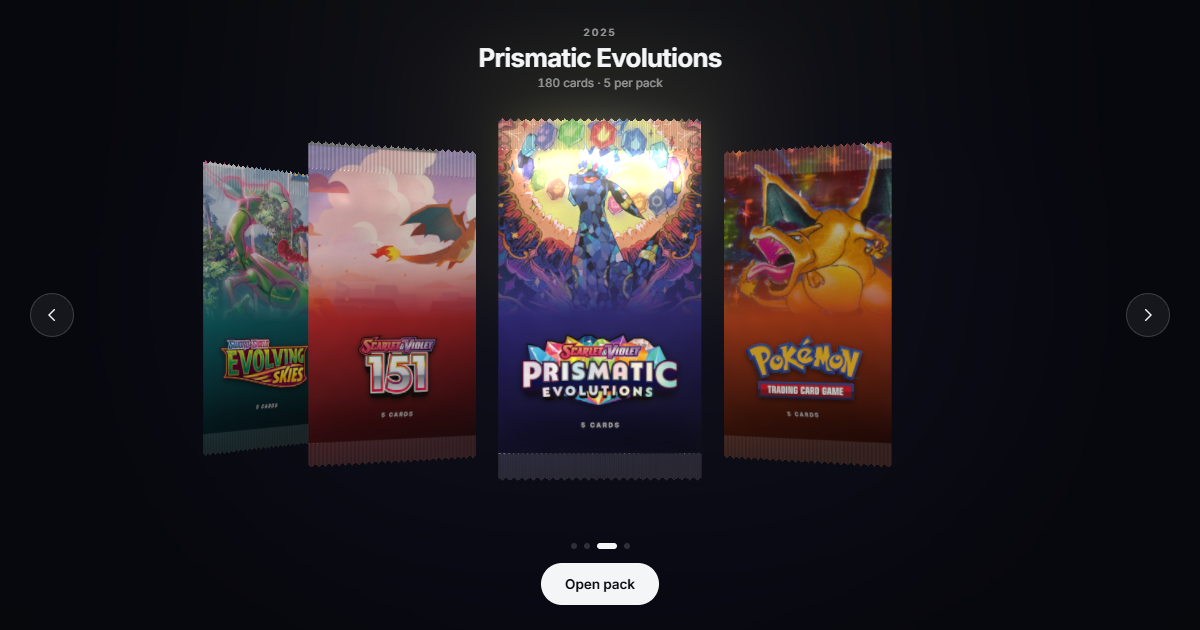 2025
Prismatic Evolutions
180 cards · 5 per pack
EVOLVING
SKIES
5 CARDS
SCARLET & VIOLET
151
5 CARDS
SCARLET & VIOLET
PRISMATIC
EVOLUTIONS
5 CARDS
POKéMON
TRADING CARD GAME
5 CARDS
Open pack